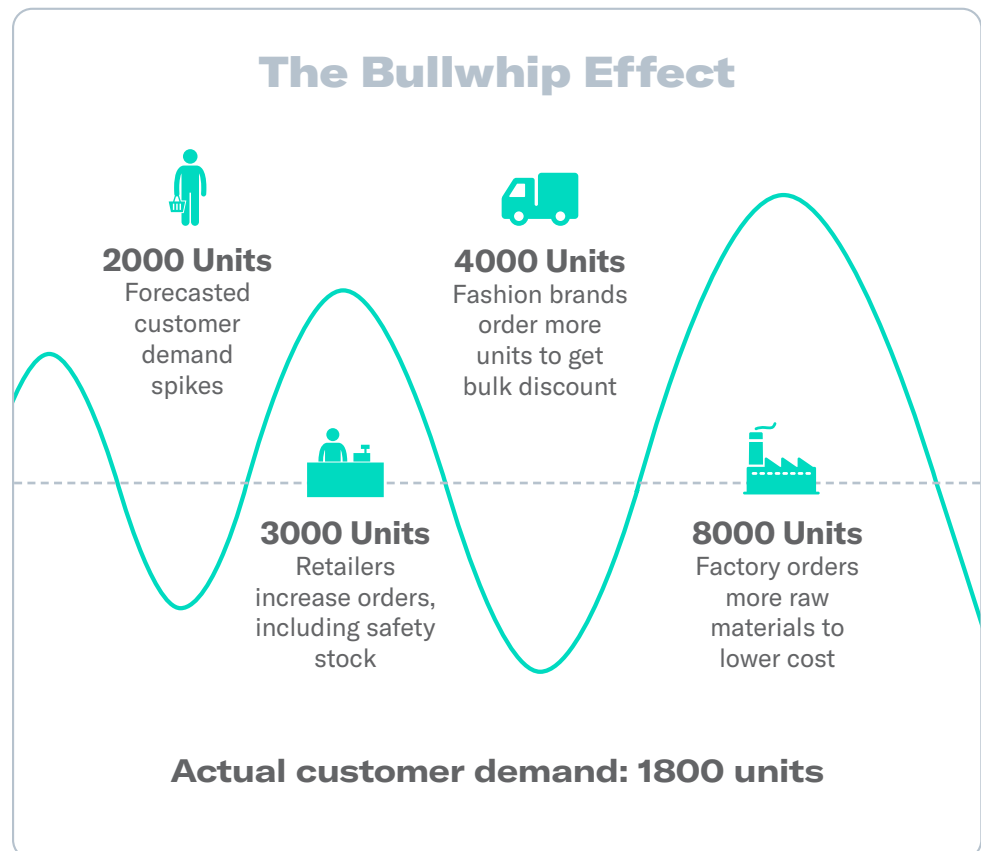 The Bullwhip Effect
2000 Units
Forecasted
customer
demand
spikes
4000 Units
Fashion brands
order more
units to get
bulk discount
3000 Units
Retailers
increase orders,
including safety
stock
8000 Units
Factory orders
more raw
materials to
lower cost
Actual customer demand: 1800 units